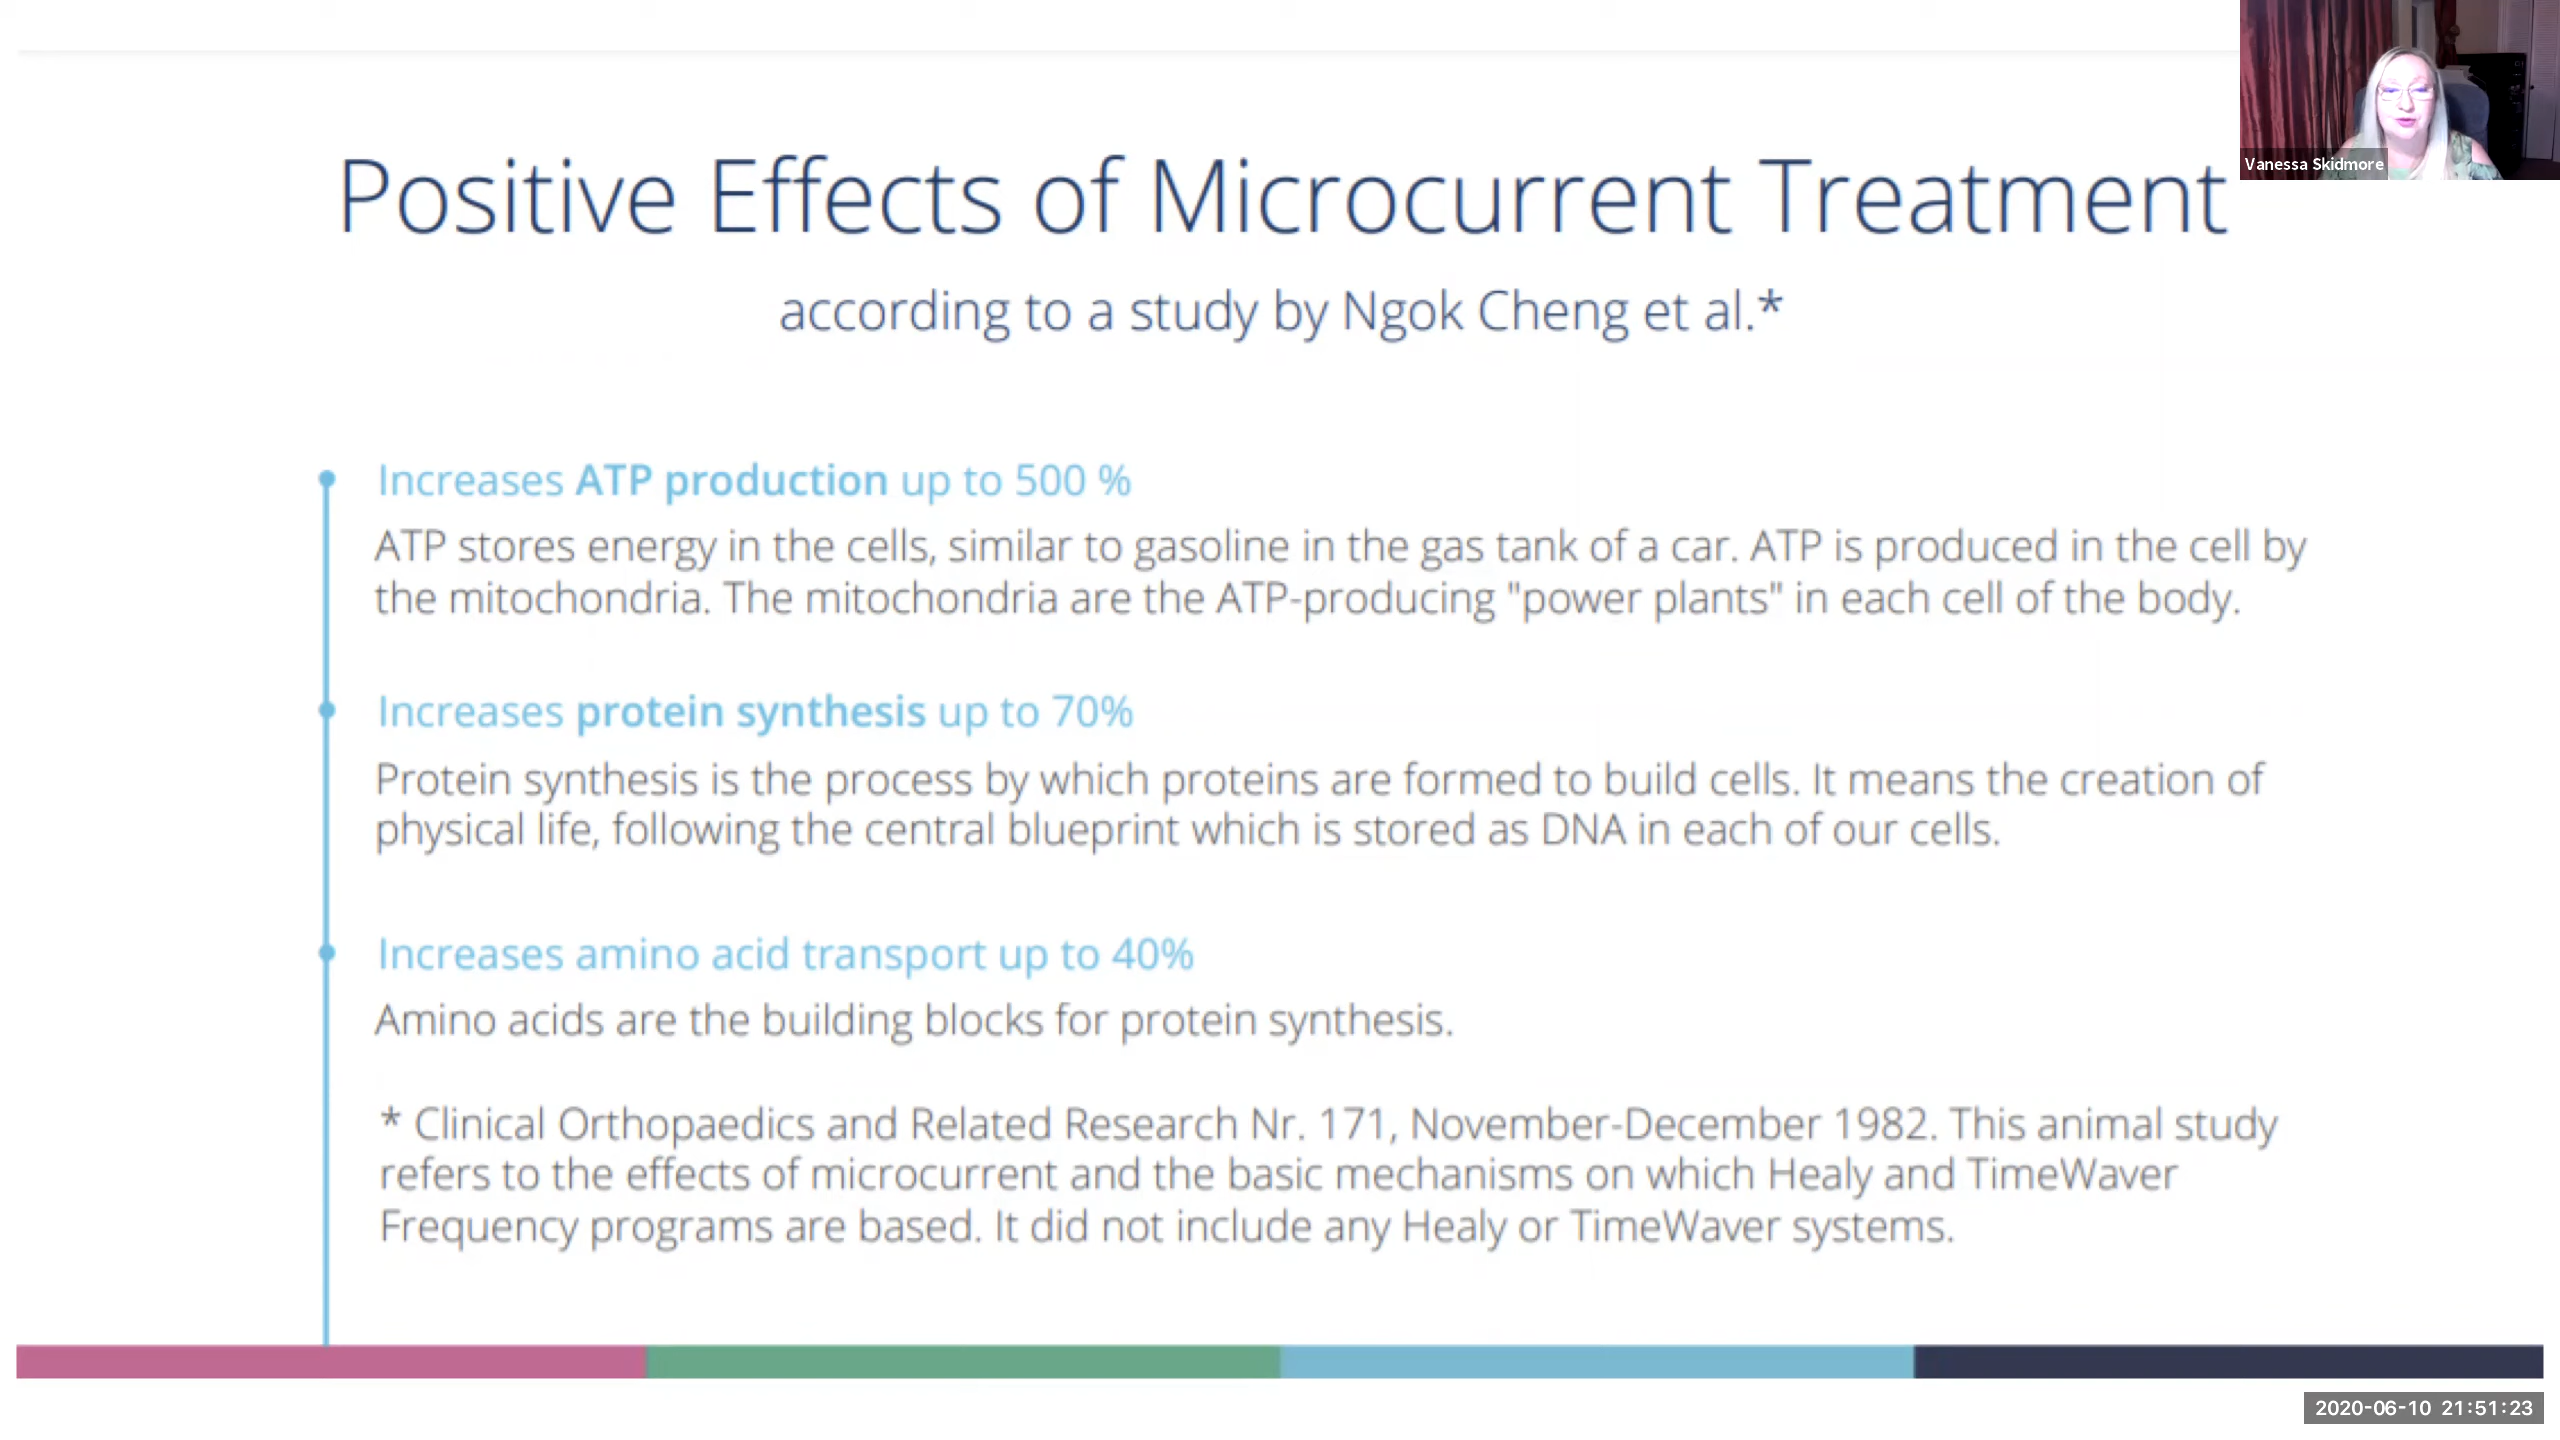 Vanessa Skidmore
Positive Effects of Microcurrent Treatment
according to a study by Ngok Cheng et al.*
Increases ATP production up to 500 %
ATP stores energy in the cells, similar to gasoline in the gas tank of a car. ATP is produced in the cell by
the mitochondria. The mitochondria are the ATP-producing "power plants" in each cell of the body.
Increases protein synthesis up to 70%
Protein synthesis is the process by which proteins are formed to build cells. It means the creation of
physical life, following the central blueprint which is stored as DNA in each of our cells.
Increases amino acid transport up to 40%
Amino acids are the building blocks for protein synthesis.
* Clinical Orthopaedics and Related Research Nr. 171, November-December 1982. This animal study
refers to the effects of microcurrent and the basic mechanisms on which Healy and TimeWaver
Frequency programs are based. It did not include any Healy or TimeWaver systems.
2020-06-10 21:51:23